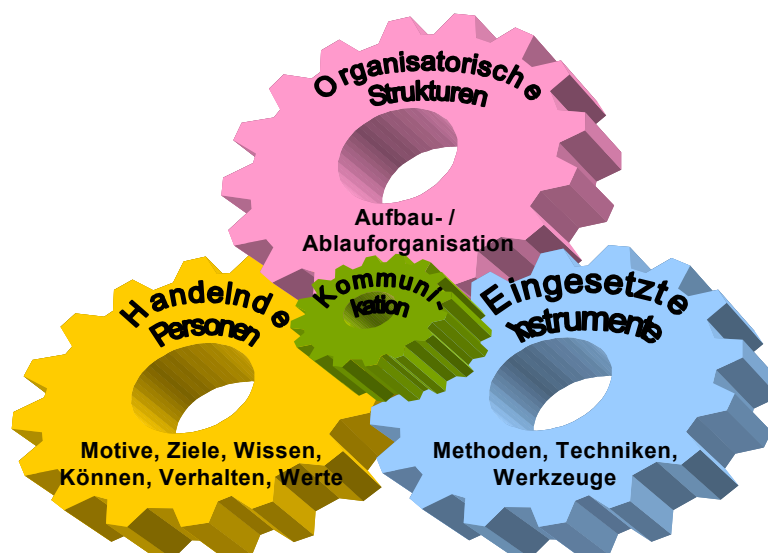 Organisatorische
Strukturen
Aufbau- /
Ablauforganisation
Handelnde
Personen
Motive, Ziele, Wissen,
Können, Verhalten, Werte
Kommuni-
kation
Eingesetzte
Instrumente
Methoden, Techniken,
Werkzeuge